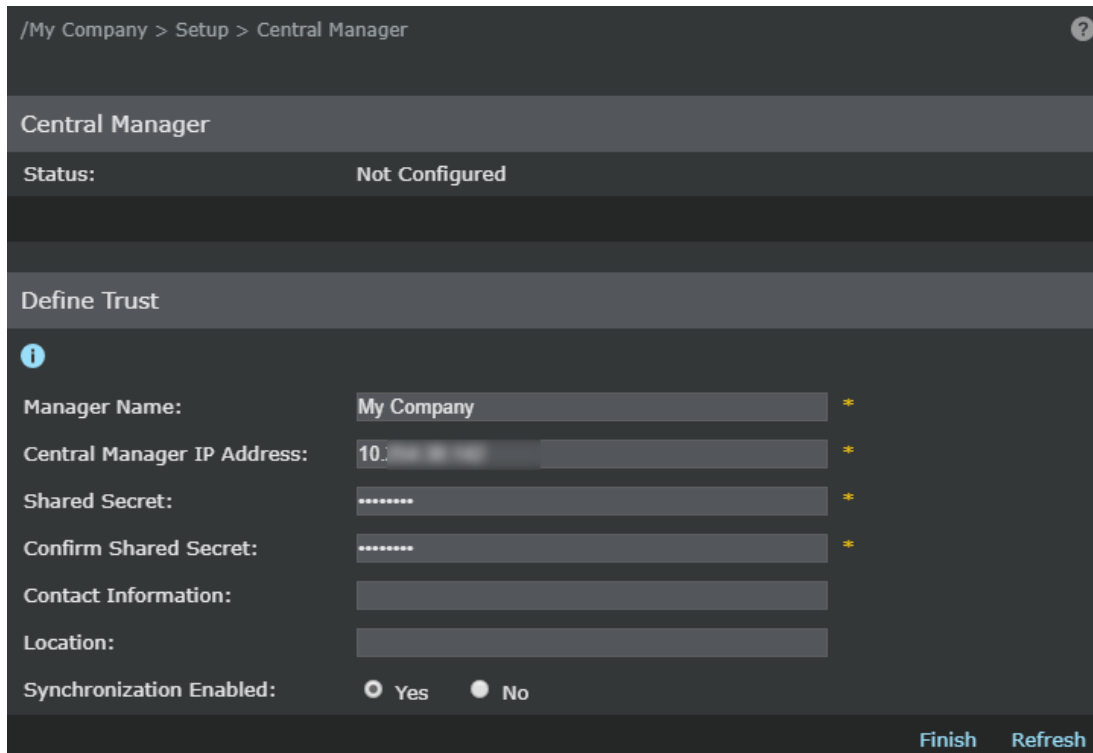 /My Company > Setup > Central Manager ?
Central Manager
Status: Not Configured
Define Trust
i
Manager Name: My Company *
Central Manager IP Address: 10. *
Shared Secret: •••••••• *
Confirm Shared Secret: •••••••• *
Contact Information:
Location:
Synchronization Enabled: Yes No
Finish Refresh